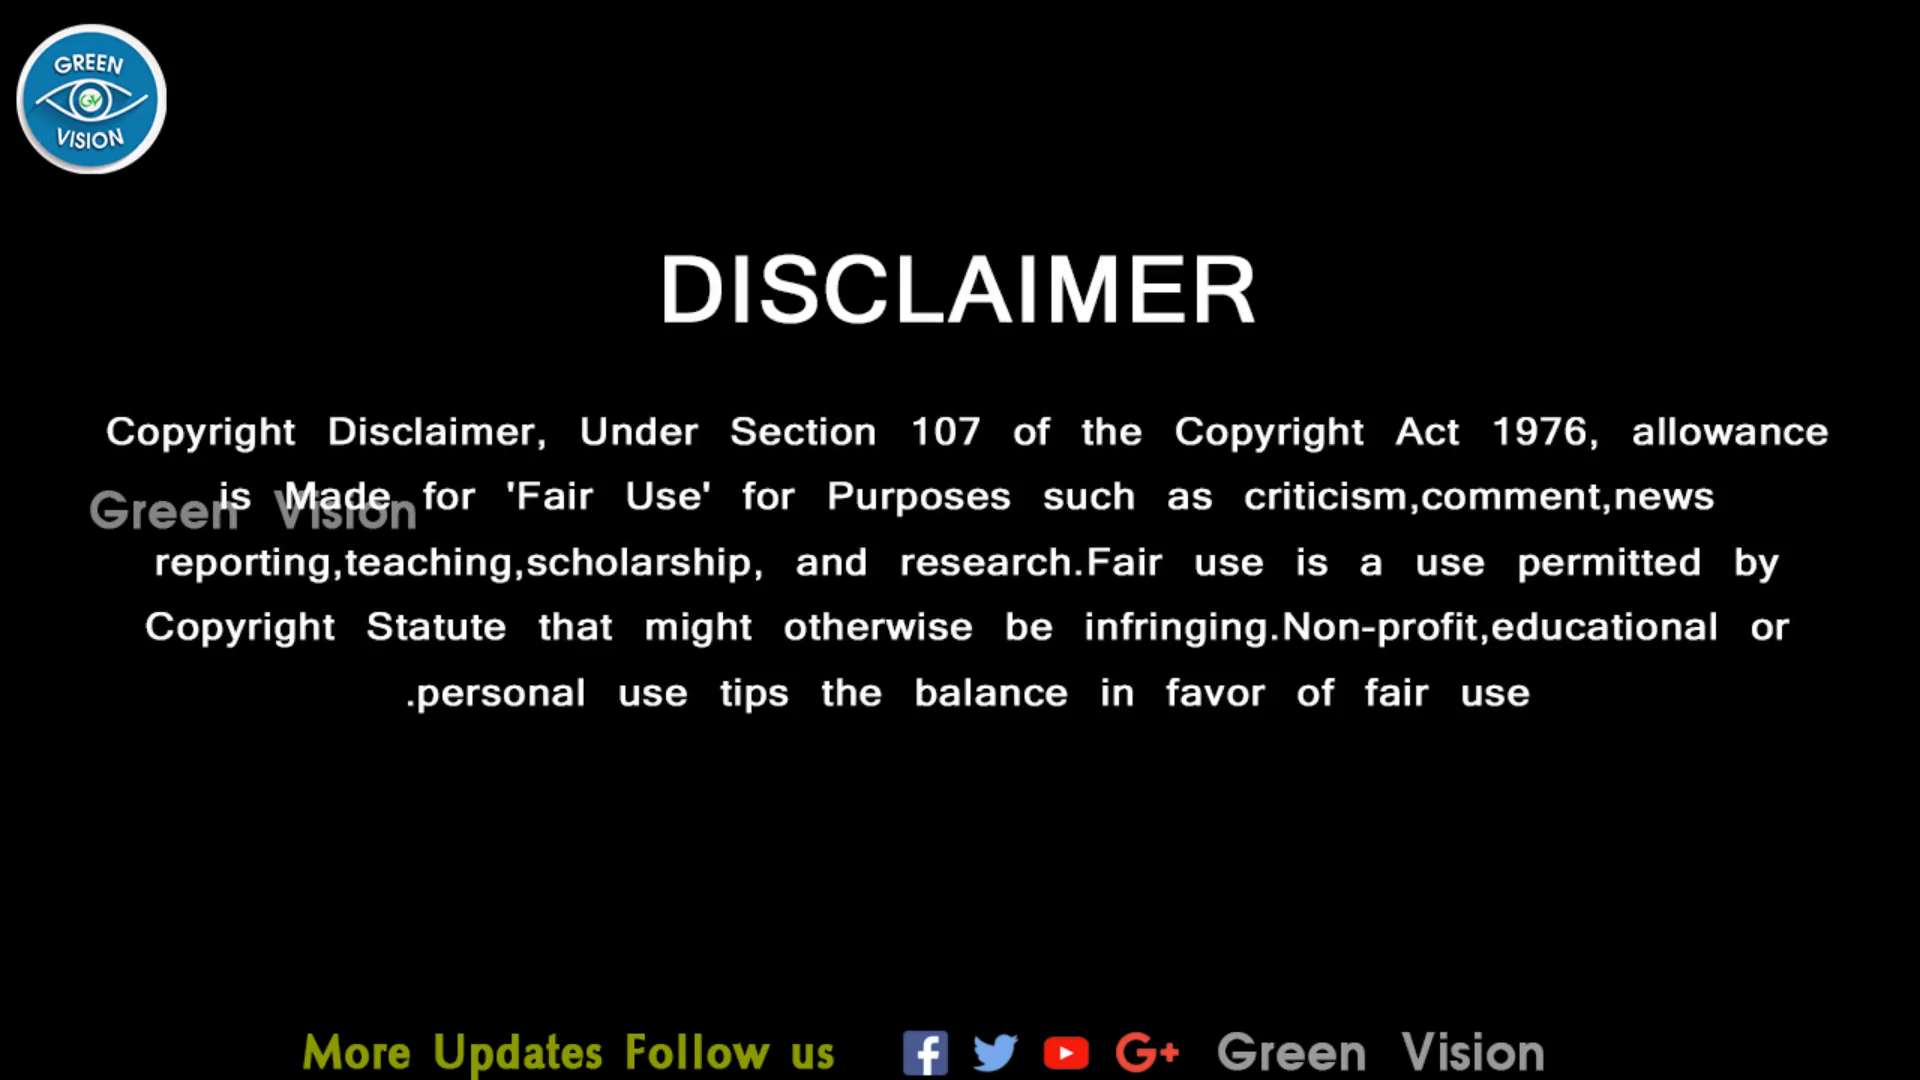 GREEN
GV
VISION
DISCLAIMER
Copyright Disclaimer, Under Section 107 of the Copyright Act 1976, allowance
is Made for 'Fair Use' for Purposes such as criticism,comment,news
Green Vision
reporting,teaching,scholarship, and research.Fair use is a use permitted by
Copyright Statute that might otherwise be infringing.Non-profit,educational or
.personal use tips the balance in favor of fair use
More Updates Follow us f G+ Green Vision